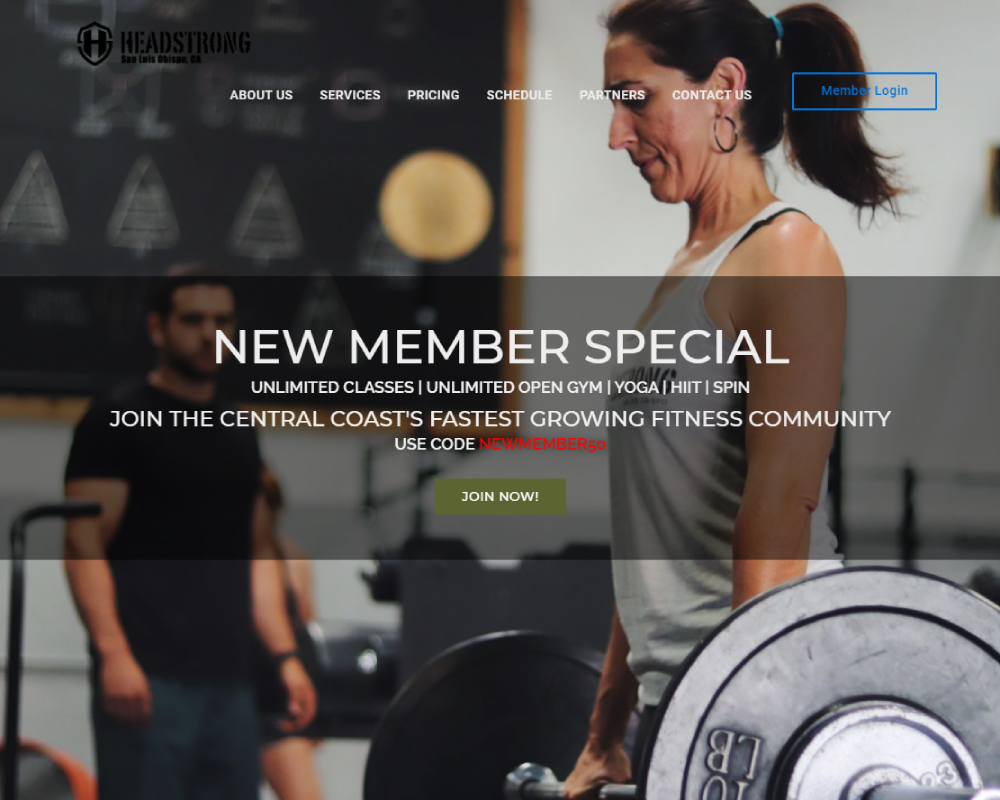 HEADSTRONG
San Luis Obispo, CA
ABOUT US SERVICES PRICING SCHEDULE PARTNERS CONTACT US Member Login
NEW MEMBER SPECIAL
UNLIMITED CLASSES | UNLIMITED OPEN GYM | YOGA | HIIT | SPIN
JOIN THE CENTRAL COAST'S FASTEST GROWING FITNESS COMMUNITY
USE CODE NEWMEMBER50
JOIN NOW!
LB